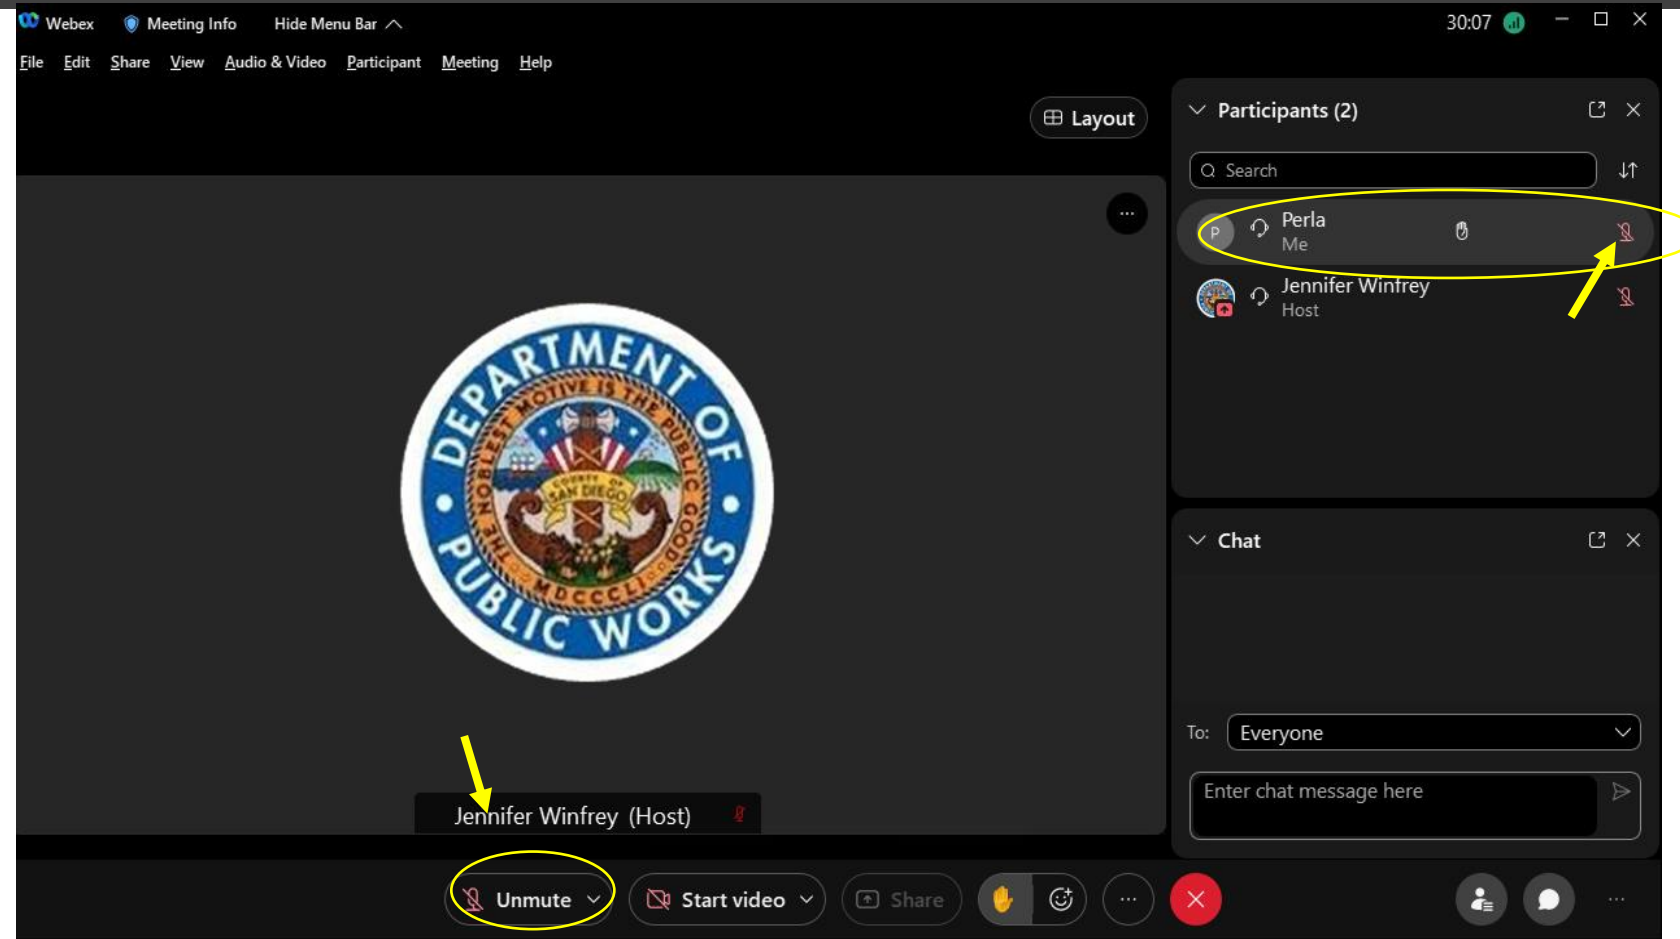 Webex Meeting Info Hide Menu Bar 30:07
File Edit Share View Audio & Video Participant Meeting Help
Layout
Participants (2)
Search
P Perla
Me
Jennifer Winfrey
Host
DEPARTMENT OF
PUBLIC WORKS
THE NOBLEST MOTIVE IS THE PUBLIC GOOD
COUNTY OF
SAN DIEGO
MDCCCLI
Chat
To: Everyone
Enter chat message here
Jennifer Winfrey (Host)
Unmute Start video Share